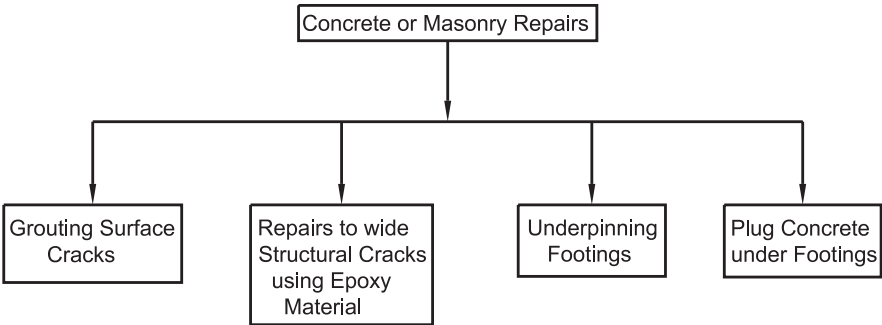 Concrete or Masonry Repairs
Grouting Surface
Cracks
Repairs to wide
Structural Cracks
using Epoxy
Material
Underpinning
Footings
Plug Concrete
under Footings